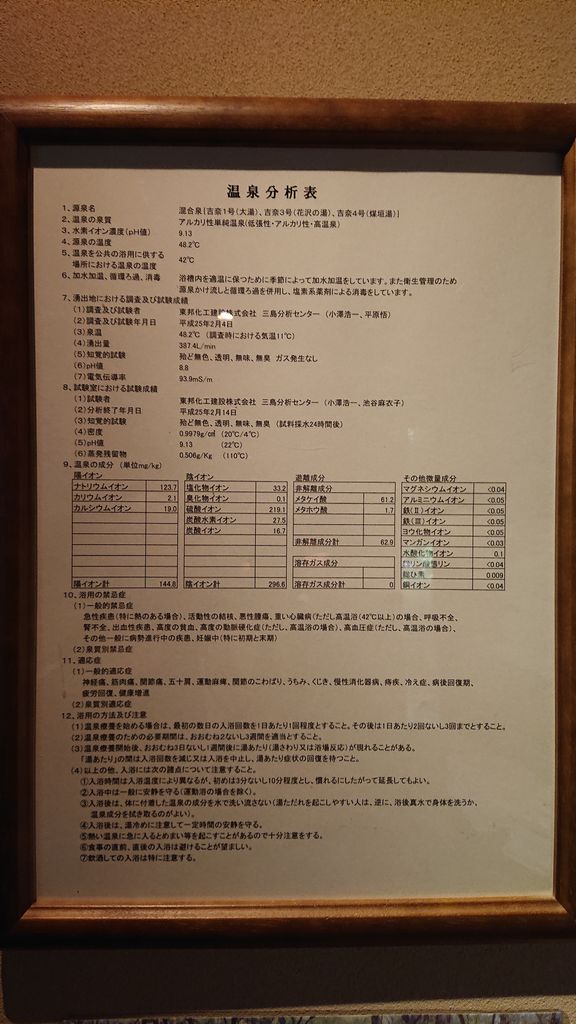 温泉分析表
1、源泉名 混合泉{吉奈1号(大湯)、吉奈3号(花沢の湯)、吉奈4号(煤垣湯)}
2、温泉の泉質 アルカリ性単純温泉(低張性・アルカリ性・高温泉)
3、水素イオン濃度(pH値) 9.13
4、源泉の温度 48.2℃
5、温泉を公共の浴用に供する
場所における温泉の温度 42℃
6、加水加温、循環ろ過、消毒 浴槽内を適温に保つために季節によって加水加温をしています。また衛生管理のため
源泉かけ流しと循環ろ過を併用し、塩素系薬剤による消毒をしています。
7、湧出地における調査及び試験成績
(1)調査及び試験者 東邦化工建 株式会社 三島分析センター (小澤浩一、平原悟)
(2)調査及び試験年月日 平成25年2月4日
(3)泉温 48.2℃ (調査時における気温11℃)
(4)湧出量 387.4L/min
(5)知覚的試験 殆ど無色、透明、無味、無臭 ガス発生なし
(6)pH値 8.8
(7)電気伝導率 93.9mS/m
8、試験室における試験成績
(1)試験者 東邦化工建設株式会社 三島分析センター (小澤浩一、池谷麻衣子)
(2)分析終了年月日 平成25年2月14日
(3)知覚的試験 殆ど無色、透明、無味、無臭 (試料採水24時間後)
(4)密度 0.9979g/㎤ (20℃/4℃)
(5)pH値 9.13 (22℃)
(6)蒸発残留物 0.506g/Kg (110℃)
9、温泉の成分 (単位mg/kg)
陽イオン 陰イオン 遊離成分 その他微量成分
ナトリウムイオン 123.7 塩化物イオン 33.2 非解離成分 マグネシウムイオン <0.04
カリウムイオン 2.1 臭化物イオン 0.1 メタケイ酸 61.2 アルミニウムイオン <0.05
カルシウムイオン 19.0 硫酸イオン 219.1 メタホウ酸 1.7 鉄(Ⅱ)イオン <0.05
炭酸水素イオン 27.5 鉄(Ⅲ)イオン <0.05
炭酸イオン 16.7 ヨウ化物イオン <0.05
非解離成分計 62.9 マンガンイオン <0.03
水酸化物イオン 0.1
溶存ガス成分 リン <0.04
総ひ素 0.009
陽イオン計 144.8 陰イオン計 296.6 溶存ガス成分計 0 銅イオン <0.04
10、浴用の禁忌症
(1)一般的禁忌症
急性疾患(特に熱のある場合)、活動性の結核、悪性腫瘍、重い心臓病(ただし高温浴(42℃以上)の場合、呼吸不全、
腎不全、出血性疾患、高度の貧血、高度の動脈硬化症(ただし、高温浴の場合)、高血圧症(ただし、高温浴の場合)、
その他一般に病勢進行中の疾患、妊娠中(特に初期と末期)
(2)泉質別禁忌症
11、適応症
(1)一般的適応症
神経痛、筋肉痛、関節痛、五十肩、運動麻痺、関節のこわばり、うちみ、くじき、慢性消化器病、痔疾、冷え症、病後回復期、
疲労回復、健康増進
(2)泉質別適応症
12、浴用の方法及び注意
(1)温泉療養を始める場合は、最初の数日の入浴回数を1日あたり1回程度とすること。その後は1日あたり2回ないし3回までとすること。
(2)温泉療養のための必要期間は、おおむね2ないし3週間を適当とすること。
(3)温泉療養開始後、おおむね3日ないし1週間後に湯あたり(湯さわり又は浴場反応)が現れることがある。
「湯あたり」の間は入浴回数を減じ又は入浴を中止し、湯あたり症状の回復を待つこと。
(4)以上の他、入浴には次の諸点について注意すること。
①入浴時間は入浴温度により異なるが、初めは3分ないし10分程度とし、慣れるにしたがって延長してもよい。
②入浴中は一般に安静を守る(運動浴の場合を除く)。
③入浴後は、体に付着した温泉の成分を水で洗い流さない(湯ただれを起こしやすい人は、逆に、浴後真水で身体を洗うか、
温泉成分を拭き取るのがよい)。
④入浴後は、湯冷めに注意して一定時間の安静を守る。
⑤熱い温泉に急に入るとめまい等を起こすことがあるので十分注意をする。
⑥食事の直前、直後の入浴は避けることが望ましい。
⑦飲酒しての入浴は特に注意する。